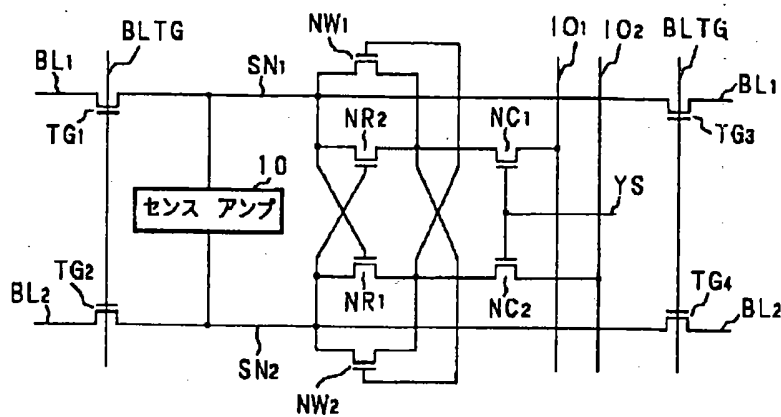 BLTG NW₁ IO₁ IO₂ BLTG
BL₁ SN₁ BL₁
TG₁ NR₂ NC₁ TG₃
10
センス アンプ
YS
TG₂ TG₄
BL₂ NR₁ NC₂ BL₂
SN₂
NW₂